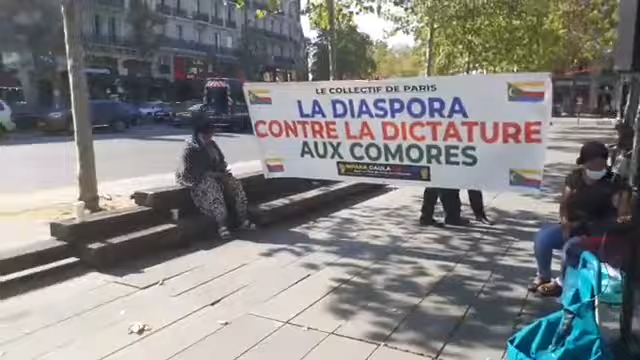 LE COLLECTIF DE PARIS
LA DIASPORA
CONTRE LA DICTATURE
AUX COMORES